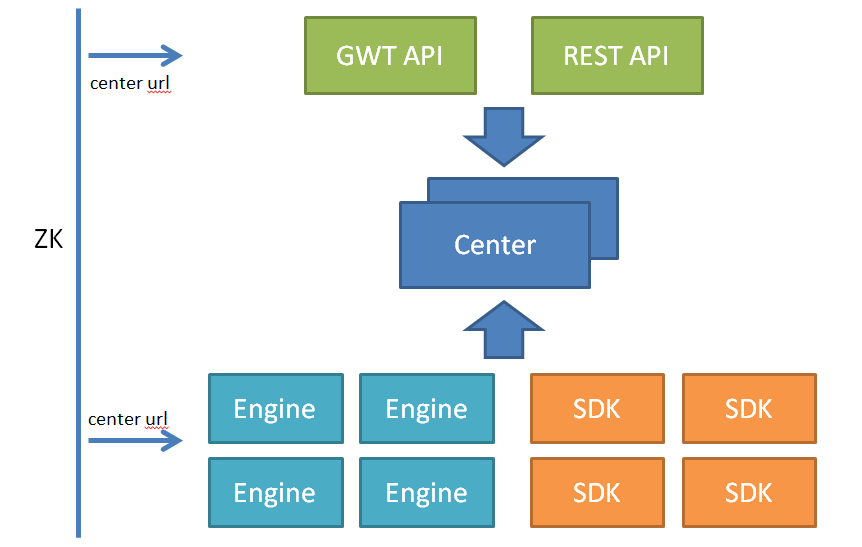 GWT API
REST API
center url
ZK
Center
center url
Engine
Engine
SDK
SDK
Engine
Engine
SDK
SDK